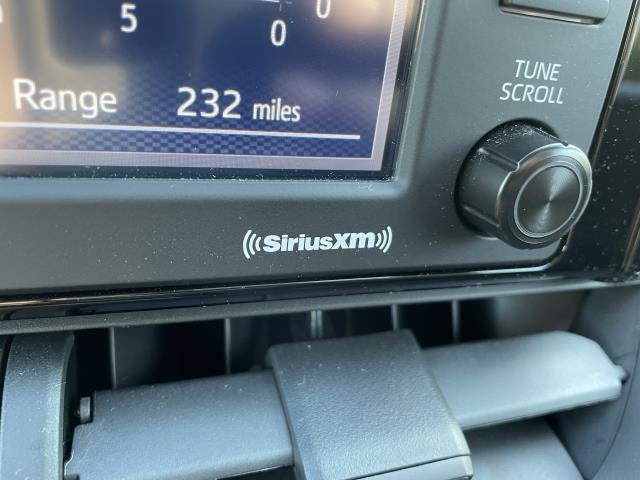 5 0 0
Range 232 miles
TUNE
SCROLL
((SiriusXM))